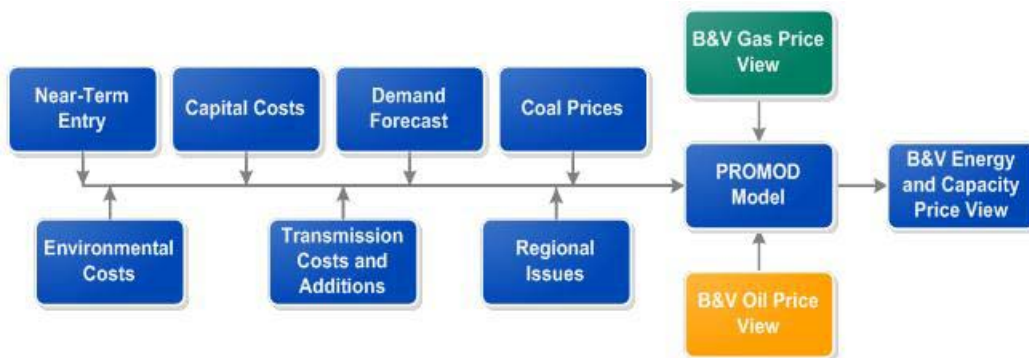 Near-Term
Entry
Capital Costs
Demand
Forecast
Coal Prices
B&V Gas Price
View
Environmental
Costs
Transmission
Costs and
Additions
Regional
Issues
PROMOD
Model
B&V Energy
and Capacity
Price View
B&V Oil Price
View